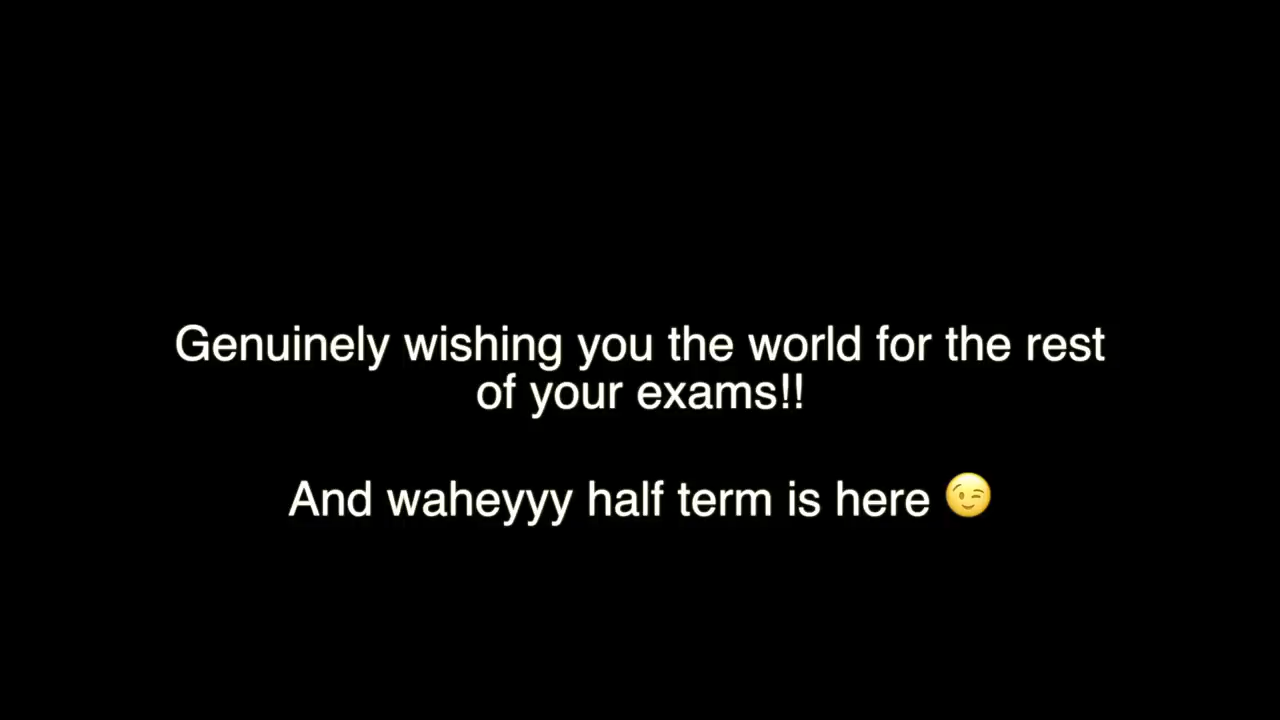 Genuinely wishing you the world for the rest
of your exams!!
And waheyyy half term is here 😉